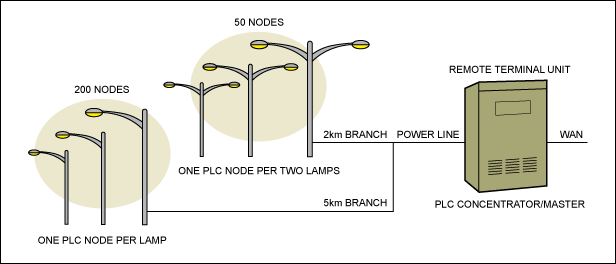 50 NODES
200 NODES
REMOTE TERMINAL UNIT
2km BRANCH
POWER LINE
WAN
ONE PLC NODE PER TWO LAMPS
5km BRANCH
PLC CONCENTRATOR/MASTER
ONE PLC NODE PER LAMP